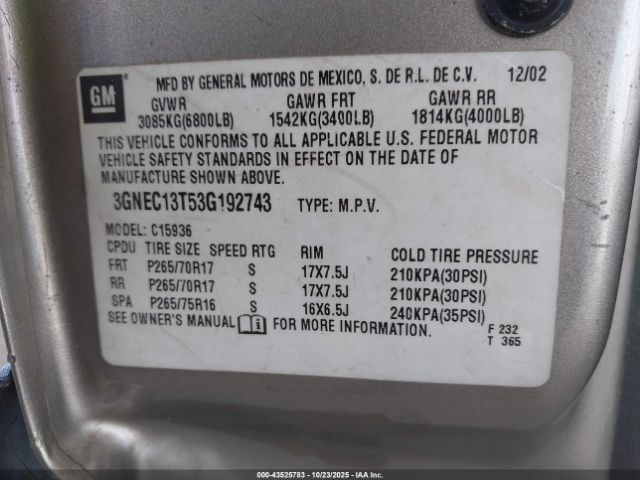 GM
MFD BY GENERAL MOTORS DE MEXICO, S. DE R.L. DE C.V. 12/02
GVWR GAWR FRT GAWR RR
3085KG(6800LB) 1542KG(3400LB) 1814KG(4000LB)
THIS VEHICLE CONFORMS TO ALL APPLICABLE U.S. FEDERAL MOTOR
VEHICLE SAFETY STANDARDS IN EFFECT ON THE DATE OF
MANUFACTURE SHOWN ABOVE.
3GNEC13T53G192743 TYPE: M.P.V.
MODEL: C15936
CPDU TIRE SIZE SPEED RTG RIM COLD TIRE PRESSURE
FRT P265/70R17 S 17X7.5J 210KPA(30PSI)
RR P265/70R17 S 17X7.5J 210KPA(30PSI)
SPA P265/75R16 S 16X6.5J 240KPA(35PSI)
SEE OWNER'S MANUAL FOR MORE INFORMATION.
F 232
T 365
000-43525783 - 10/23/2025 - IAAI.com